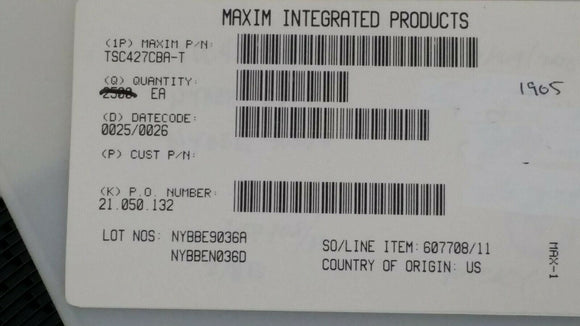 MAXIM INTEGRATED PRODUCTS
(1P) MAXIM P/N:
TSC427CBA-T
(Q) QUANTITY:
2500 EA
1905
(D) DATECODE:
0025/0026
(P) CUST P/N:
(K) P.O. NUMBER:
21.050.132
LOT NOS: NYBBE9036A
NYBBEN036D
SO/LINE ITEM: 607708/11
COUNTRY OF ORIGIN: US
MAX-1